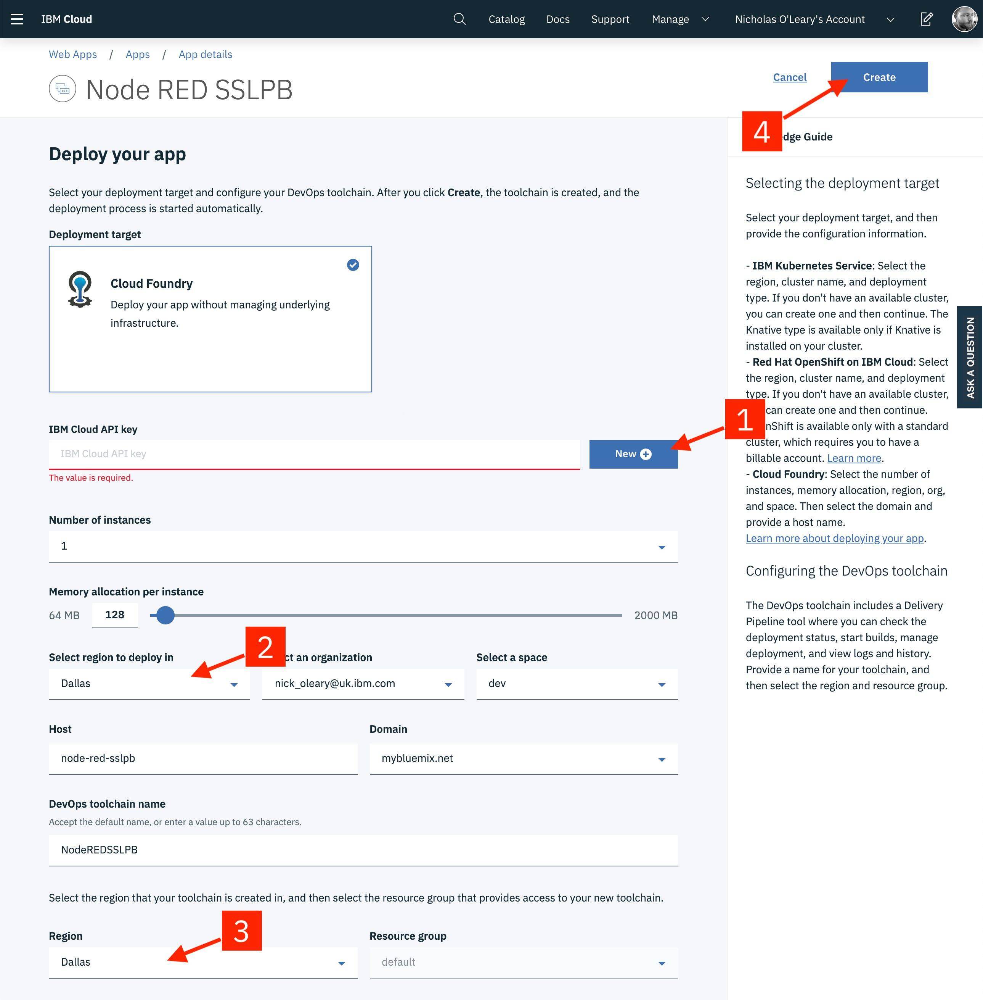 IBM Cloud
Catalog
Docs
Support
Manage
Nicholas O'Leary's Account
Web Apps / Apps / App details
Node RED SSLPB
Cancel
Create
4
Deploy your app
Select your deployment target and configure your DevOps toolchain. After you click Create, the toolchain is created, and the
deployment process is started automatically.
Deployment target
Cloud Foundry
Deploy your app without managing underlying
infrastructure.
IBM Cloud API key
IBM Cloud API key
New
1
The value is required.
Number of instances
1
Memory allocation per instance
64 MB
128
2000 MB
2
Select region to deploy in
an organization
Select a space
Dallas
nick_oleary@uk.ibm.com
dev
Host
Domain
node-red-sslpb
mybluemix.net
DevOps toolchain name
Accept the default name, or enter a value up to 63 characters.
NodeREDSSLPB
Select the region that your toolchain is created in, and then select the resource group that provides access to your new toolchain.
3
Region
Resource group
Dallas
default
Guide
Selecting the deployment target
Select your deployment target, and then
provide the configuration information.
- IBM Kubernetes Service: Select the
region, cluster name, and deployment
type. If you don't have an available cluster,
you can create one and then continue. The
Knative type is available only if Knative is
installed on your cluster.
- Red Hat OpenShift on IBM Cloud: Select
the region, cluster name, and deployment
type. If you don't have an available cluster,
can create one and then continue.
is available only with a standard
cluster, which requires you to have a
billable account. Learn more.
- Cloud Foundry: Select the number of
instances, memory allocation, region, org,
and space. Then select the domain and
provide a host name.
Learn more about deploying your app.
Configuring the DevOps toolchain
The DevOps toolchain includes a Delivery
Pipeline tool where you can check the
deployment status, start builds, manage
deployment, and view logs and history.
Provide a name for your toolchain, and
then select the region and resource group.
ASK A QUESTION